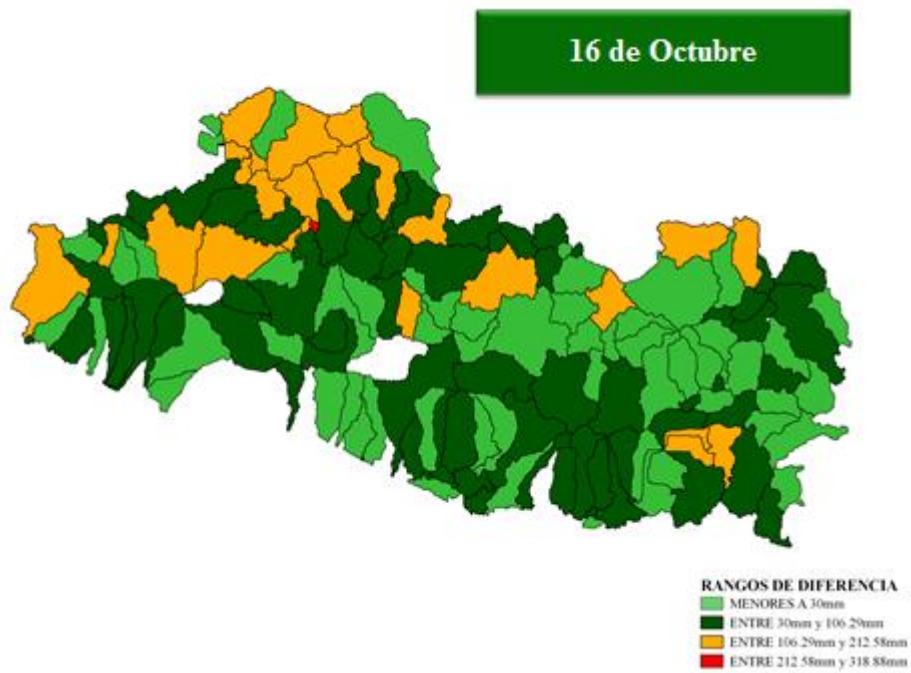 16 de Octubre
RANGOS DE DIFERENCIA
MENORES A 30mm
ENTRE 30mm y 106.29mm
ENTRE 106.29mm y 212.58mm
ENTRE 212.58mm y 318.88mm